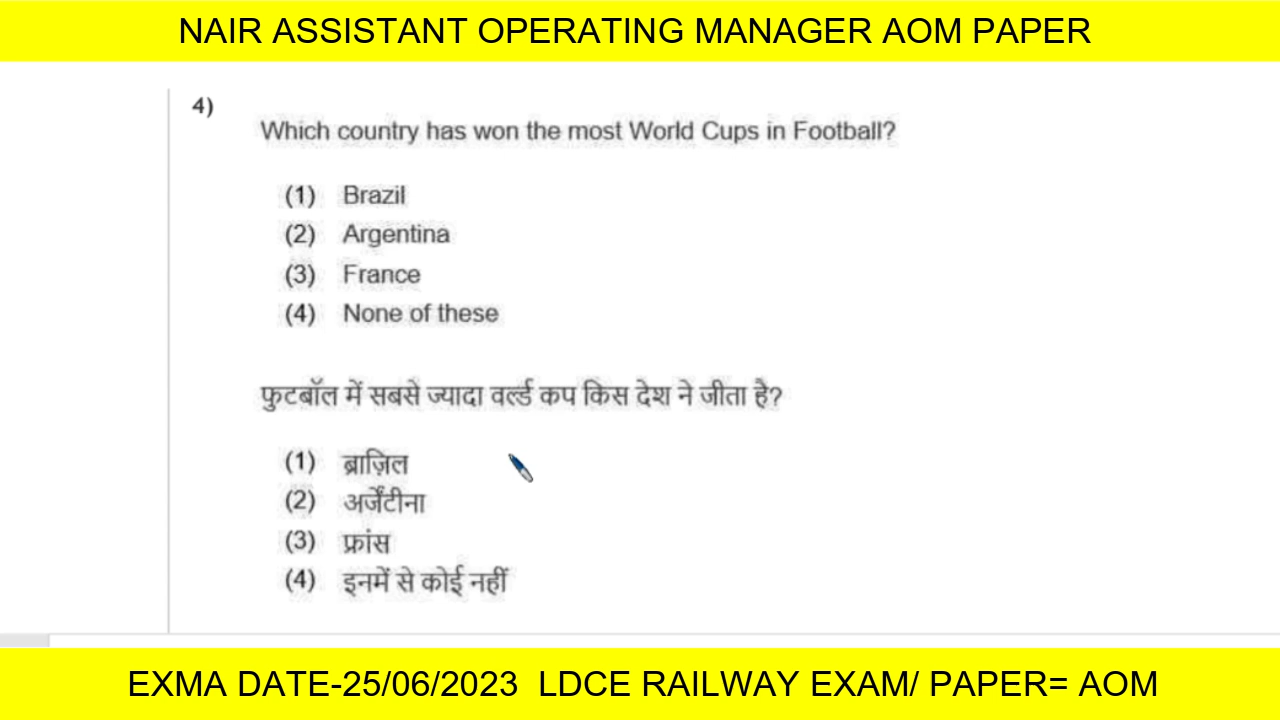 NAIR ASSISTANT OPERATING MANAGER AOM PAPER
4)
Which country has won the most World Cups in Football?
(1) Brazil
(2) Argentina
(3) France
(4) None of these
फुटबॉल में सबसे ज्यादा वर्ल्ड कप किस देश ने जीता है?
(1) ब्राज़िल
(2) अर्जेंटीना
(3) फ्रांस
(4) इनमें से कोई नहीं
EXMA DATE-25/06/2023 LDCE RAILWAY EXAM/ PAPER= AOM